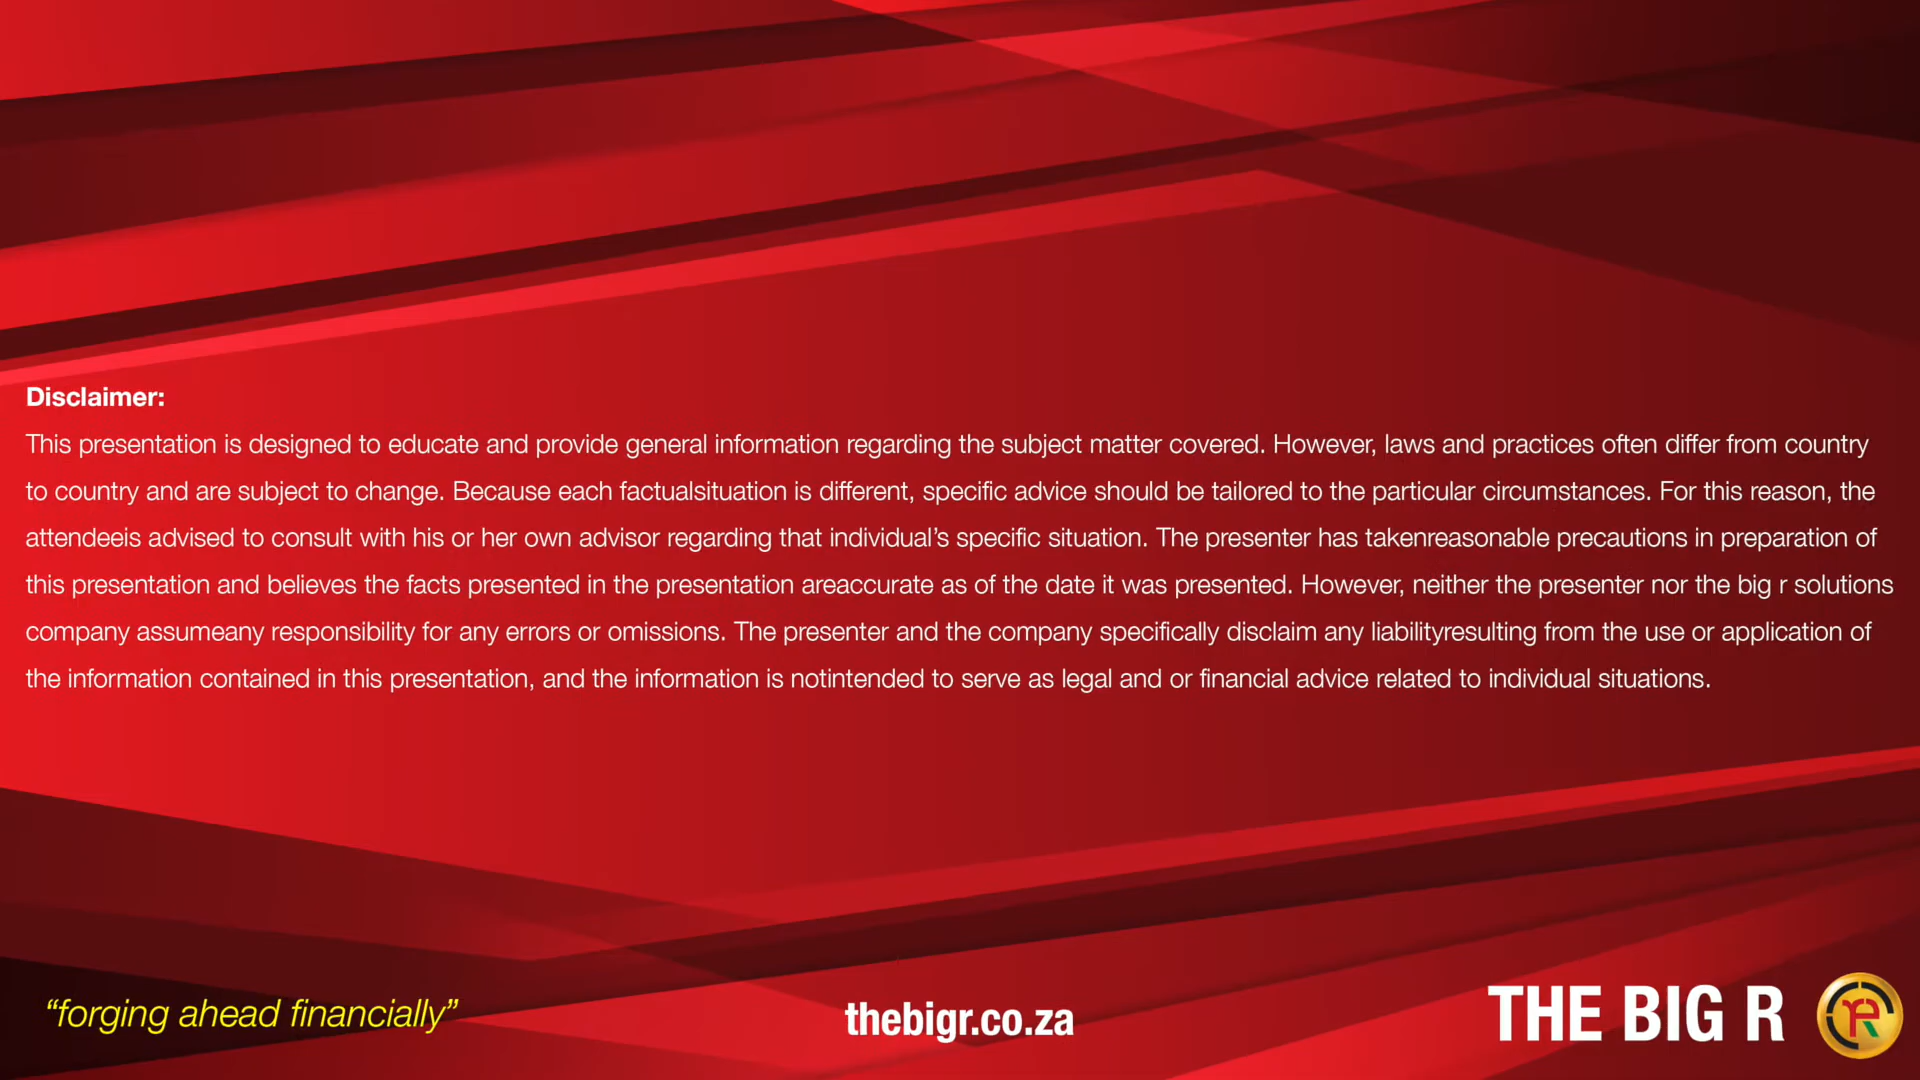 Disclaimer:
This presentation is designed to educate and provide general information regarding the subject matter covered. However, laws and practices often differ from country
to country and are subject to change. Because each factualsituation is different, specific advice should be tailored to the particular circumstances. For this reason, the
attendeeis advised to consult with his or her own advisor regarding that individual’s specific situation. The presenter has takenreasonable precautions in preparation of
this presentation and believes the facts presented in the presentation areaccurate as of the date it was presented. However, neither the presenter nor the big r solutions
company assumeany responsibility for any errors or omissions. The presenter and the company specifically disclaim any liabilityresulting from the use or application of
the information contained in this presentation, and the information is notintended to serve as legal and or financial advice related to individual situations.
“forging ahead financially”
thebigr.co.za
THE BIG R